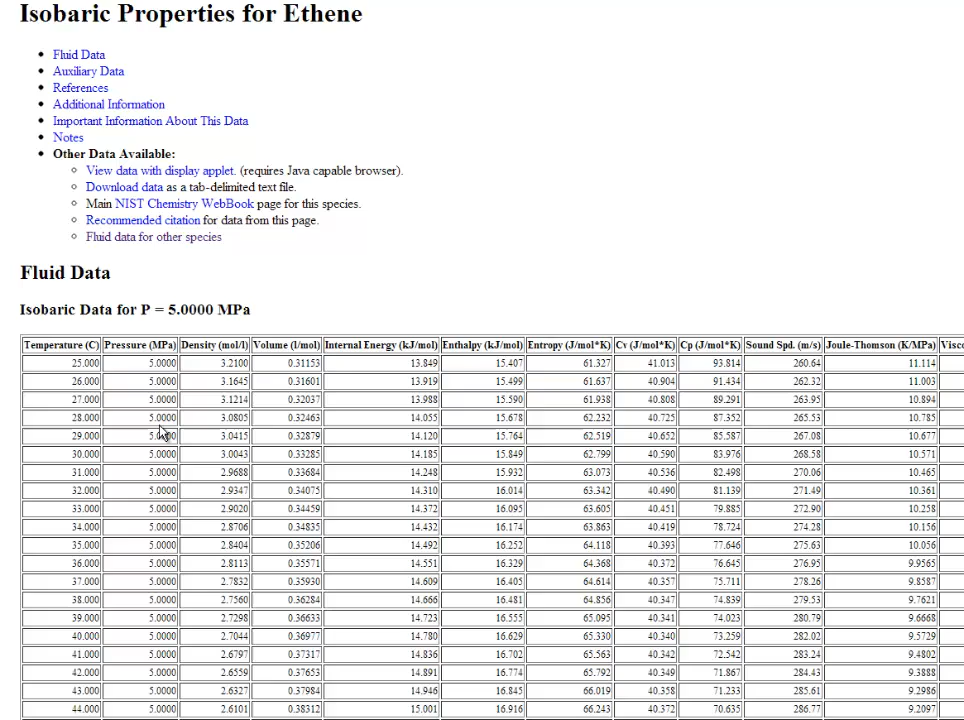 Isobaric Properties for Ethene
Fluid Data
Auxiliary Data
References
Additional Information
Important Information About This Data
Notes
Other Data Available:
View data with display applet. (requires Java capable browser).
Download data as a tab-delimited text file.
Main NIST Chemistry WebBook page for this species.
Recommended citation for data from this page.
Fluid data for other species
Fluid Data
Isobaric Data for P = 5.0000 MPa
Temperature (C) Pressure (MPa) Density (mol/l) Volume (l/mol) Internal Energy (kJ/mol) Enthalpy (kJ/mol) Entropy (J/mol*K) Cv (J/mol*K) Cp (J/mol*K) Sound Spd. (m/s) Joule-Thomson (K/MPa) Visco
25.000 5.0000 3.2100 0.31153 13.849 15.407 61.327 41.013 93.814 260.64 11.114
26.000 5.0000 3.1645 0.31601 13.919 15.499 61.637 40.904 91.434 262.32 11.003
27.000 5.0000 3.1214 0.32037 13.988 15.590 61.938 40.808 89.291 263.95 10.894
28.000 5.0000 3.0805 0.32463 14.055 15.678 62.232 40.725 87.352 265.53 10.785
29.000 5.0000 3.0415 0.32879 14.120 15.764 62.519 40.652 85.587 267.08 10.677
30.000 5.0000 3.0043 0.33285 14.185 15.849 62.799 40.590 83.976 268.58 10.571
31.000 5.0000 2.9688 0.33684 14.248 15.932 63.073 40.536 82.498 270.06 10.465
32.000 5.0000 2.9347 0.34075 14.310 16.014 63.342 40.490 81.139 271.49 10.361
33.000 5.0000 2.9020 0.34459 14.372 16.095 63.605 40.451 79.885 272.90 10.258
34.000 5.0000 2.8706 0.34835 14.432 16.174 63.863 40.419 78.724 274.28 10.156
35.000 5.0000 2.8404 0.35206 14.492 16.252 64.118 40.393 77.646 275.63 10.056
36.000 5.0000 2.8113 0.35571 14.551 16.329 64.368 40.372 76.645 276.95 9.9565
37.000 5.0000 2.7832 0.35930 14.609 16.405 64.614 40.357 75.711 278.26 9.8587
38.000 5.0000 2.7560 0.36284 14.666 16.481 64.856 40.347 74.839 279.53 9.7621
39.000 5.0000 2.7298 0.36633 14.723 16.555 65.095 40.341 74.023 280.79 9.6668
40.000 5.0000 2.7044 0.36977 14.780 16.629 65.330 40.340 73.259 282.02 9.5729
41.000 5.0000 2.6797 0.37317 14.836 16.702 65.563 40.342 72.542 283.24 9.4802
42.000 5.0000 2.6559 0.37653 14.891 16.774 65.792 40.349 71.867 284.43 9.3888
43.000 5.0000 2.6327 0.37984 14.946 16.845 66.019 40.358 71.233 285.61 9.2986
44.000 5.0000 2.6101 0.38312 15.001 16.916 66.243 40.372 70.635 286.77 9.2097